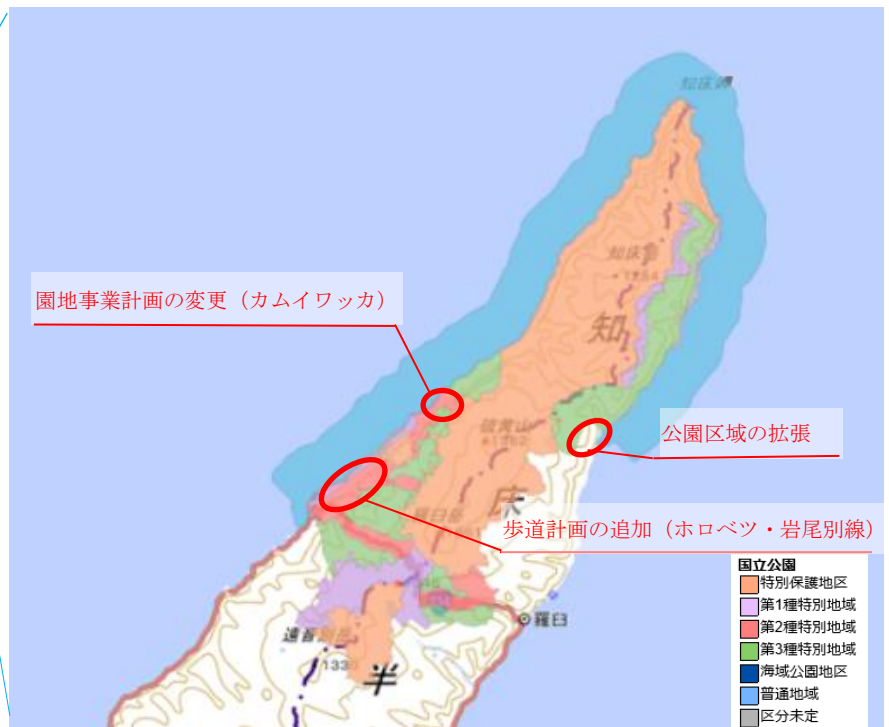 知床岬
知床岳
知
園地事業計画の変更（カムイワッカ）
硫黄山
公園区域の拡張
床
羅臼岳
歩道計画の追加（ホロベツ・岩尾別線）
羅臼
半
国立公園
特別保護地区
第1種特別地域
第2種特別地域
第3種特別地域
海域公園地区
普通地域
区分未定